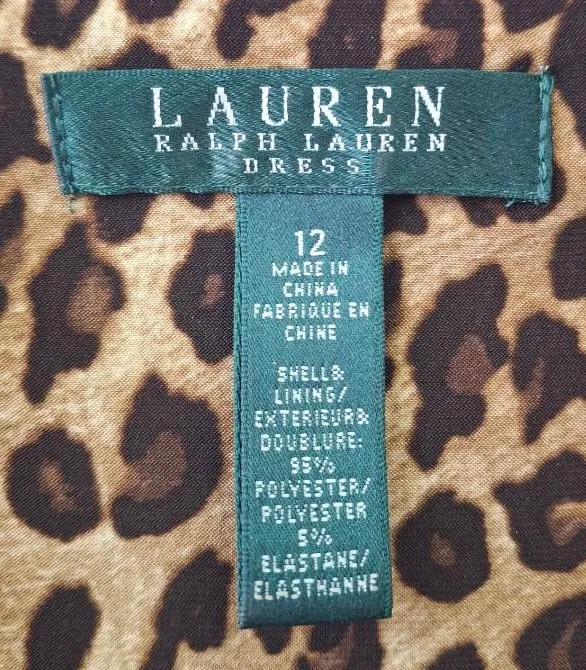 LAUREN
RALPH LAUREN
DRESS
12
MADE IN
CHINA
FABRIQUE EN
CHINE
SHELL&
LINING/
EXTERIEUR&
DOUBLURE:
95%
POLYESTER/
POLYESTER
5%
ELASTANE/
ELASTHANNE